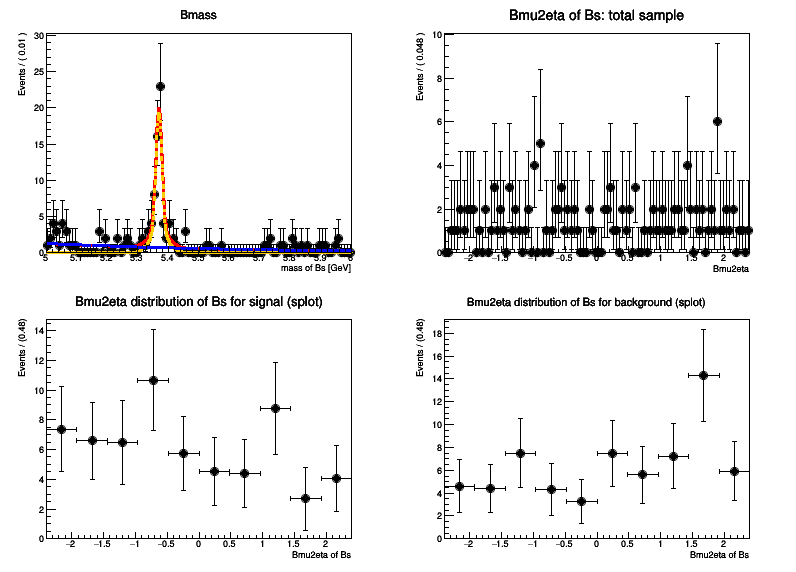 Bmass
Events / ( 0.01 )
30
25
20
15
10
5
0
5 5.1 5.2 5.3 5.4 5.5 5.6 5.7 5.8 5.9 6
mass of Bs [GeV]
Bmu2eta of Bs: total sample
Events / ( 0.048 )
10
8
6
4
2
0
−2 −1.5 −1 −0.5 0 0.5 1 1.5 2
Bmu2eta
Bmu2eta distribution of Bs for signal (splot)
Events / (0.48)
14
12
10
8
6
4
2
0
−2 −1.5 −1 −0.5 0 0.5 1 1.5 2
Bmu2eta of Bs
Bmu2eta distribution of Bs for background (splot)
Events / (0.48)
18
16
14
12
10
8
6
4
2
0
−2 −1.5 −1 −0.5 0 0.5 1 1.5 2
Bmu2eta of Bs